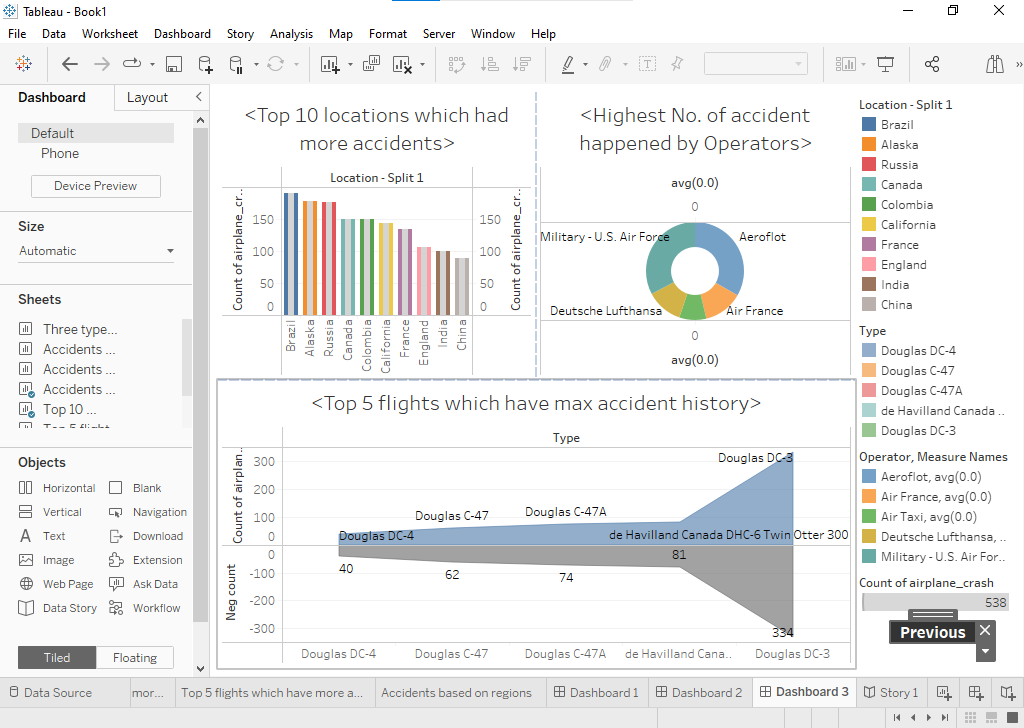 Tableau - Book1
File Data Worksheet Dashboard Story Analysis Map Format Server Window Help
Dashboard Layout
Default
Phone
Device Preview
Size
Automatic
Sheets
Three type...
Accidents ...
Accidents ...
Accidents ...
Top 10 ...
Top 5 flight
Objects
Horizontal Blank
Vertical Navigation
Text Download
Image Extension
Web Page Ask Data
Data Story Workflow
Tiled Floating
<Top 10 locations which had
more accidents>
Location - Split 1
Count of airplane_cr..
150
100
50
0
150
100
50
0
Count of airplane_cr..
Brazil
Alaska
Russia
Canada
Colombia
California
France
England
India
China
<Highest No. of accident
happened by Operators>
avg(0.0)
0
Military - U.S. Air Force Aeroflot
Deutsche Lufthansa Air France
0
avg(0.0)
<Top 5 flights which have max accident history>
Type
Count of airplan..
300
200
100
0
Douglas DC-3
Douglas C-47 Douglas C-47A
Douglas DC-4 de Havilland Canada DHC-6 Twin Otter 300
Neg count
0
-100
-200
-300
40 62 74 81 334
Douglas DC-4 Douglas C-47 Douglas C-47A de Havilland Cana.. Douglas DC-3
Location - Split 1
Brazil
Alaska
Russia
Canada
Colombia
California
France
England
India
China
Type
Douglas DC-4
Douglas C-47
Douglas C-47A
de Havilland Canada ..
Douglas DC-3
Operator, Measure Names
Aeroflot, avg(0.0)
Air France, avg(0.0)
Air Taxi, avg(0.0)
Deutsche Lufthansa, ..
Military - U.S. Air For..
Count of airplane_crash
538
Previous
Data Source mor... Top 5 flights which have more a... Accidents based on regions Dashboard 1 Dashboard 2 Dashboard 3 Story 1